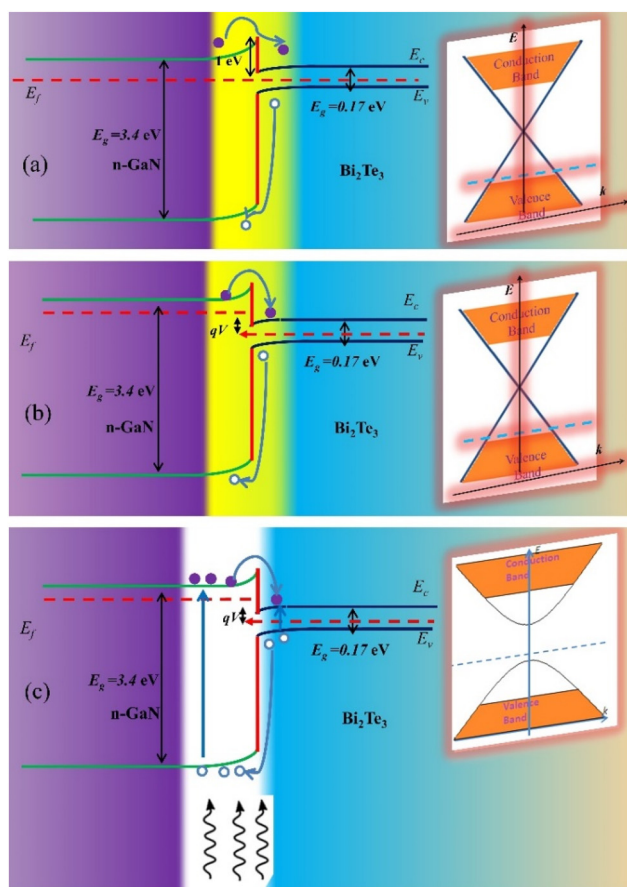 1 eV
E_c
E_f
E_v
E_g=3.4 eV
E_g=0.17 eV
n-GaN
Bi₂Te₃
(a)
E
Conduction
Band
Valence
Band
k
E_c
qV
E_f
E_v
E_g=3.4 eV
E_g=0.17 eV
n-GaN
Bi₂Te₃
(b)
E
Conduction
Band
Valence
Band
k
E_c
qV
E_f
E_v
E_g=3.4 eV
E_g=0.17 eV
n-GaN
Bi₂Te₃
(c)
E
Conduction
Band
Valence
Band
k